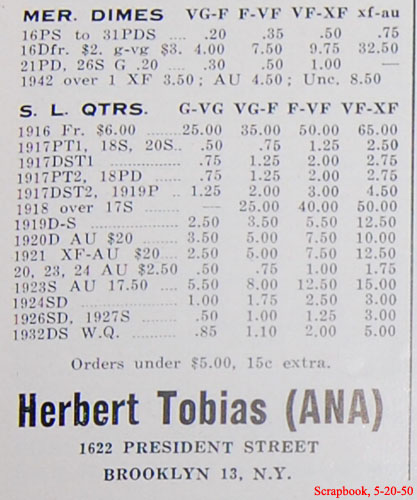 MER. DIMES VG-F F-VF VF-XF xf-au
16PS to 31PDS ---- .20 .35 .50 .75
16Dfr. $2. g-vg $3. 4.00 7.50 9.75 32.50
21PD, 26S G .20 .... .30 .50 1.00 —
1942 over 1 XF 3.50; AU 4.50; Unc. 8.50
S. L. QTRS. G-VG VG-F F-VF VF-XF
1916 Fr. $6.00 ........25.00 35.00 50.00 65.00
1917PT1, 18S, 20S.. .50 .75 1.25 2.50
1917DST1 ............... .75 1.25 2.00 2.75
1917PT2, 18PD ..... .75 1.25 2.00 2.75
1917DST2, 1919P .. 1.25 2.00 3.00 4.50
1918 over 17S ........ — 25.00 40.00 50.00
1919D-S ................ 2.50 3.50 5.50 12.50
1920D AU $20 ........ 3.50 5.00 7.50 10.00
1921 XF-AU $20.... 2.50 5.00 7.50 12.50
20, 23, 24 AU $2.50 .50 .75 1.00 1.75
1923S AU 17.50 .... 5.50 8.00 12.50 15.00
1924SD .................. 1.00 1.75 2.50 3.00
1926SD, 1927S ...... .50 1.00 1.25 3.00
1932DS W.Q. ........ .85 1.10 2.00 5.00
Orders under $5.00, 15c extra.
Herbert Tobias (ANA)
1622 PRESIDENT STREET
BROOKLYN 13, N.Y.
Scrapbook, 5-20-50